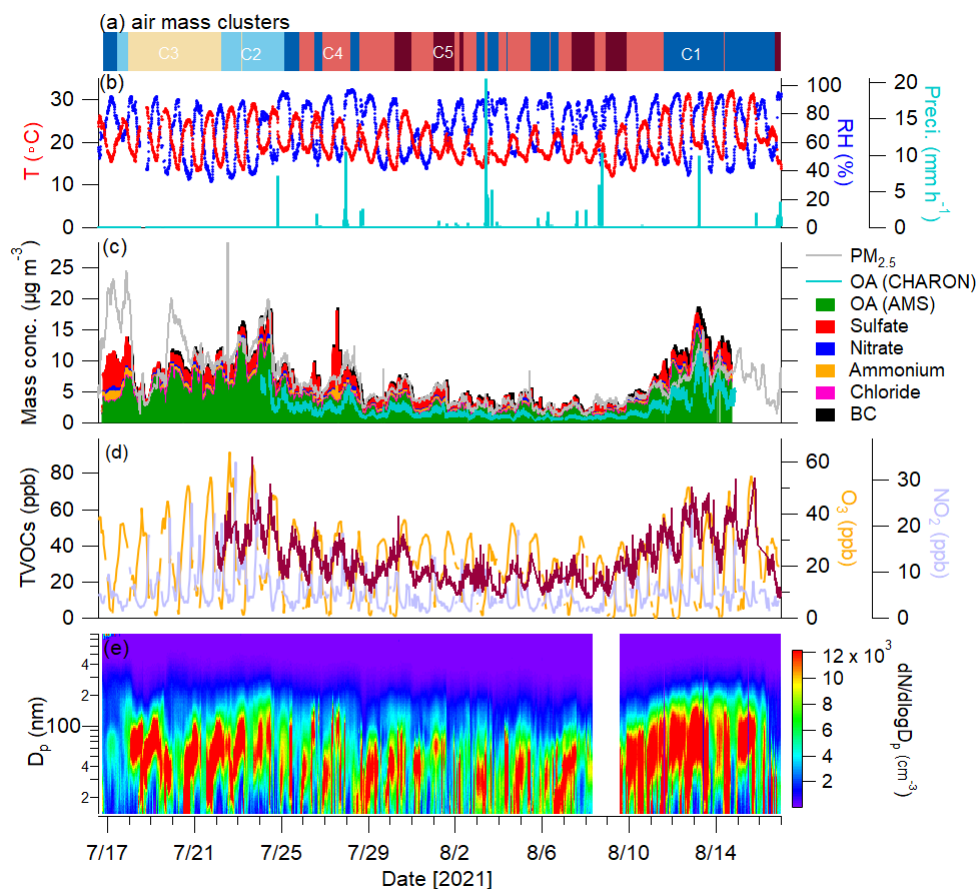 (a) air mass clusters
C3 C2 C4 C5 C1
(b)
30
20
10
0
T (°C)
100
80
60
40
20
0
RH (%)
20
15
10
5
0
Preci. (mm h⁻¹)
(c)
25
20
15
10
5
0
Mass conc. (µg m⁻³)
PM₂.₅
OA (CHARON)
OA (AMS)
Sulfate
Nitrate
Ammonium
Chloride
BC
(d)
80
60
40
20
0
TVOCs (ppb)
60
40
20
0
O₃ (ppb)
30
20
10
0
NO₂ (ppb)
(e)
4
2
100
4
2
Dₚ (nm)
12 x 10³
10
8
6
4
2
dN/dlogDₚ (cm⁻³)
7/17 7/21 7/25 7/29 8/2 8/6 8/10 8/14
Date [2021]